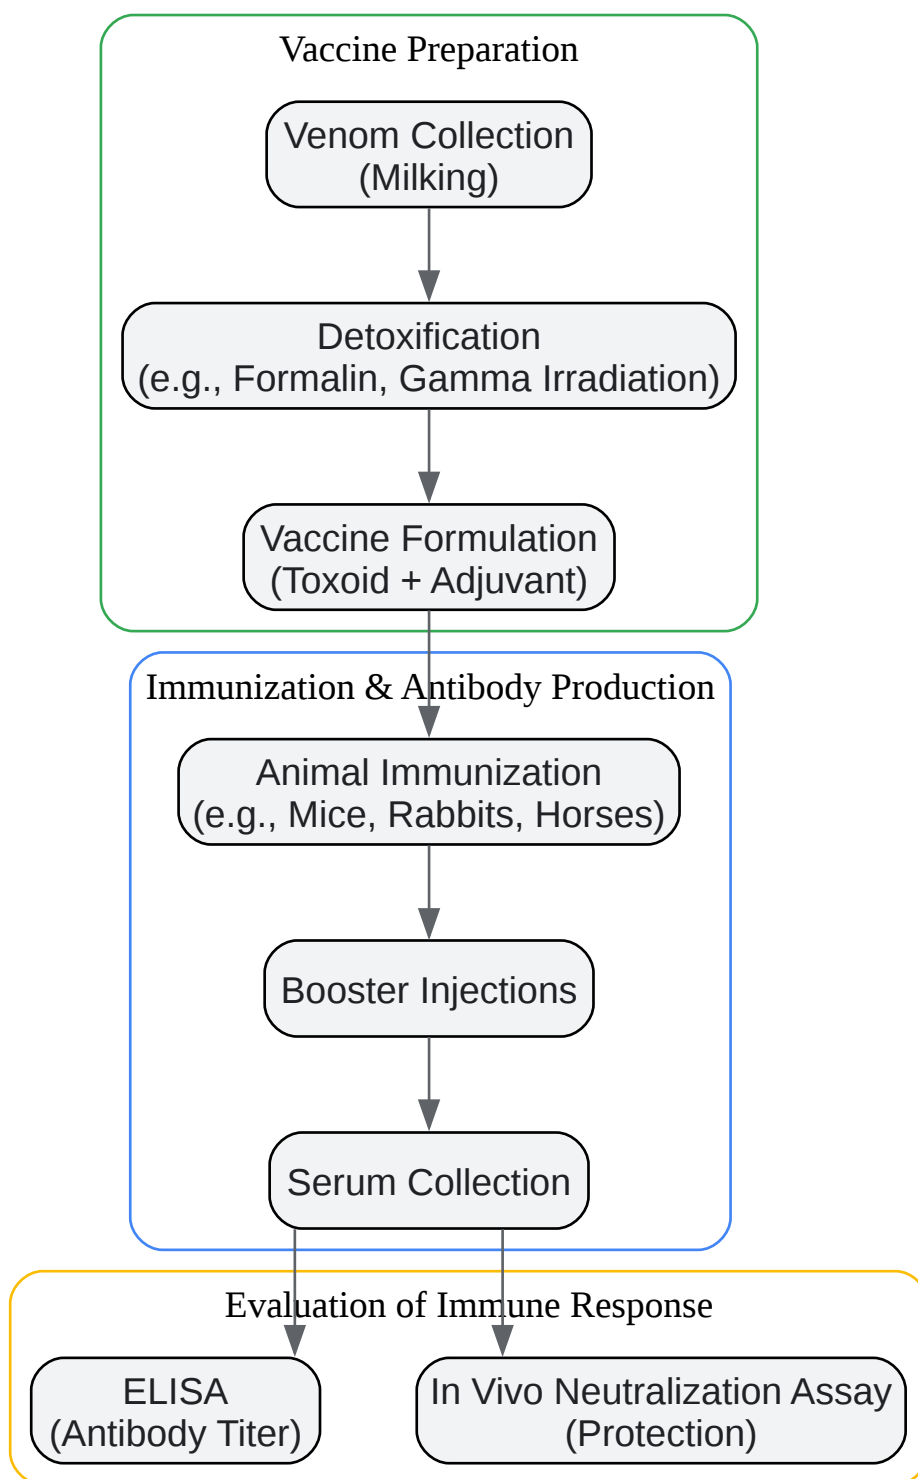 Vaccine Preparation
Venom Collection
(Milking)
Detoxification
(e.g., Formalin, Gamma Irradiation)
Vaccine Formulation
(Toxoid + Adjuvant)
Immunization & Antibody Production
Animal Immunization
(e.g., Mice, Rabbits, Horses)
Booster Injections
Serum Collection
Evaluation of Immune Response
ELISA
(Antibody Titer)
In Vivo Neutralization Assay
(Protection)